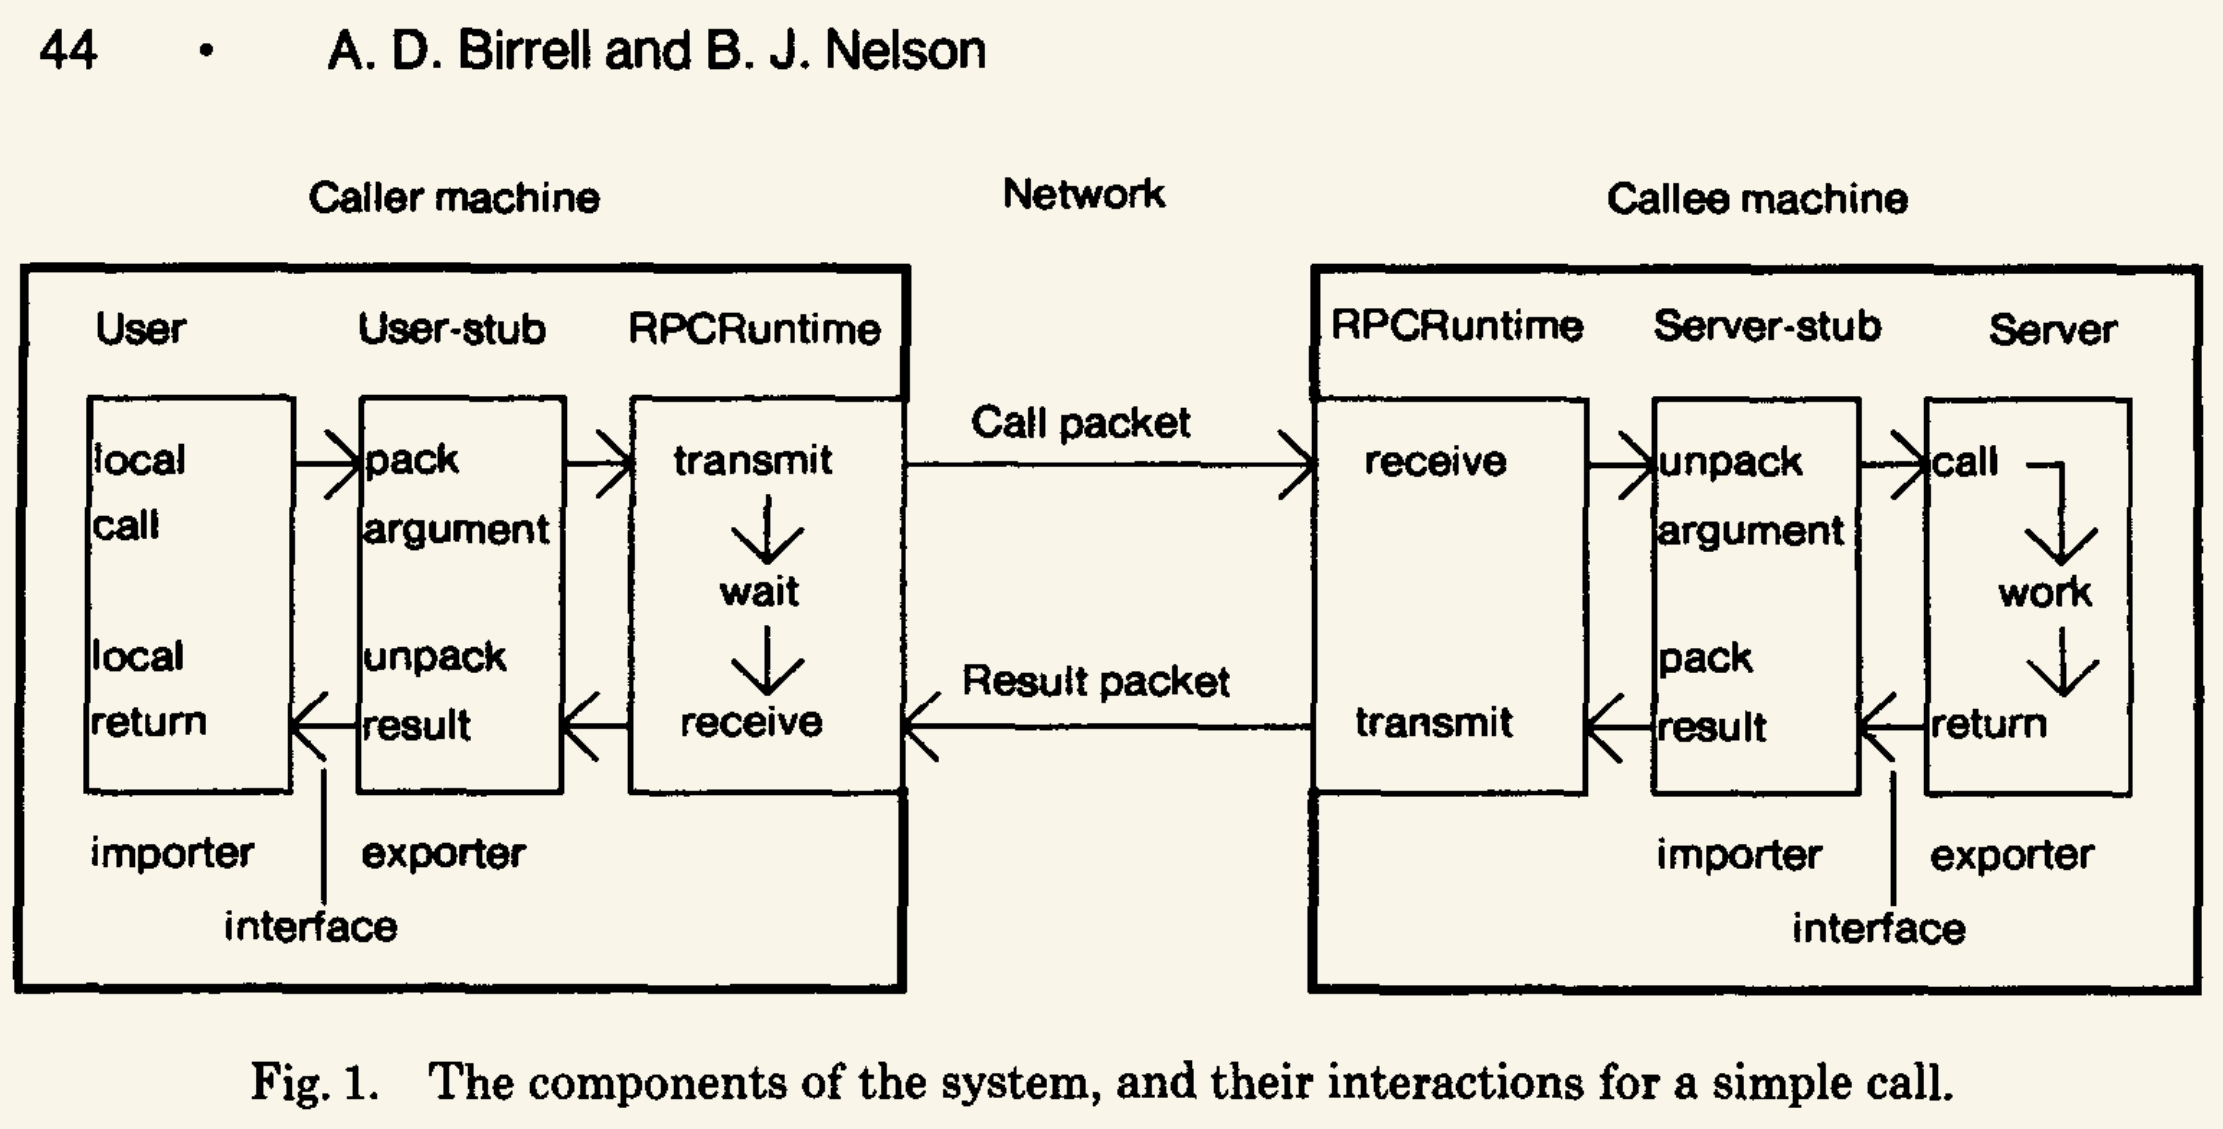 44 • A. D. Birrell and B. J. Nelson
Caller machine Network Callee machine
User User-stub RPCRuntime RPCRuntime Server-stub Server
Call packet
local pack transmit receive unpack call
call argument argument
wait work
local unpack pack
Result packet
return result receive transmit result return
importer exporter importer exporter
interface interface
Fig. 1. The components of the system, and their interactions for a simple call.